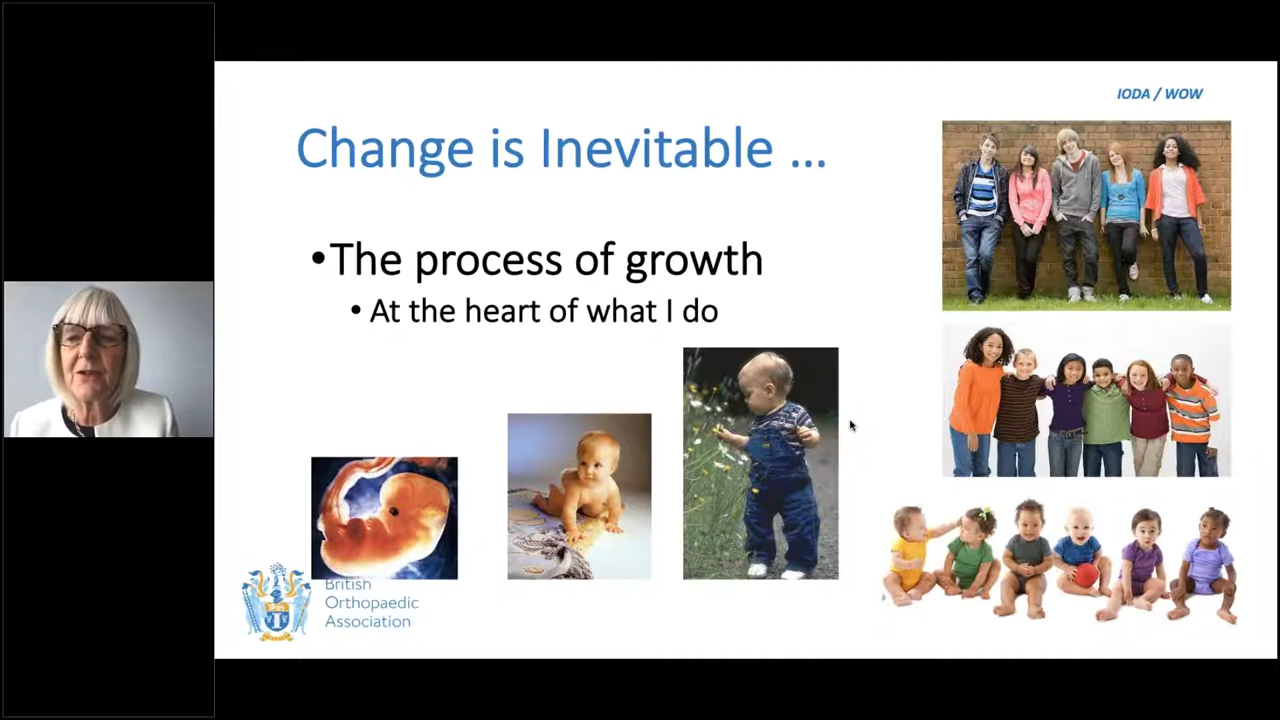 IODA / WOW
Change is Inevitable ...
•The process of growth
• At the heart of what I do
British
Orthopaedic
Association